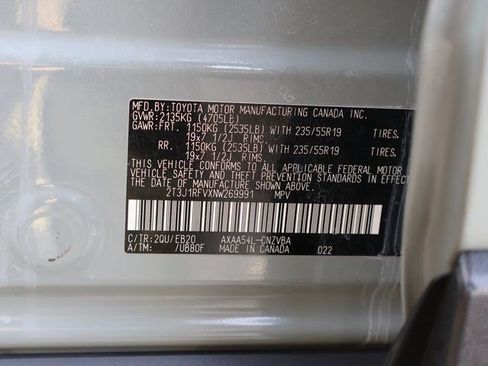 MFD.BY:TOYOTA MOTOR MANUFACTURING CANADA INC.
GVWR:2135KG (4705LB)
GAWR:FRT. 1150KG (2535LB) WITH 235/55R19 TIRES,
19x7 1/2J RIMS.
RR. 1150KG (2535LB) WITH 235/55R19 TIRES,
19x7 1/2J RIMS.
THIS VEHICLE CONFORMS TO ALL APPLICABLE FEDERAL MOTOR
VEHICLE SAFETY AND THEFT PREVENTION STANDARDS IN EFFECT
ON THE DATE OF MANUFACTURE SHOWN ABOVE.
2T3J1RFVXNW269991 MPV
C/TR:2QU/EB20 AXAA54L-CNZVBA
A/TM: /UB80F MADE IN CANADA 022